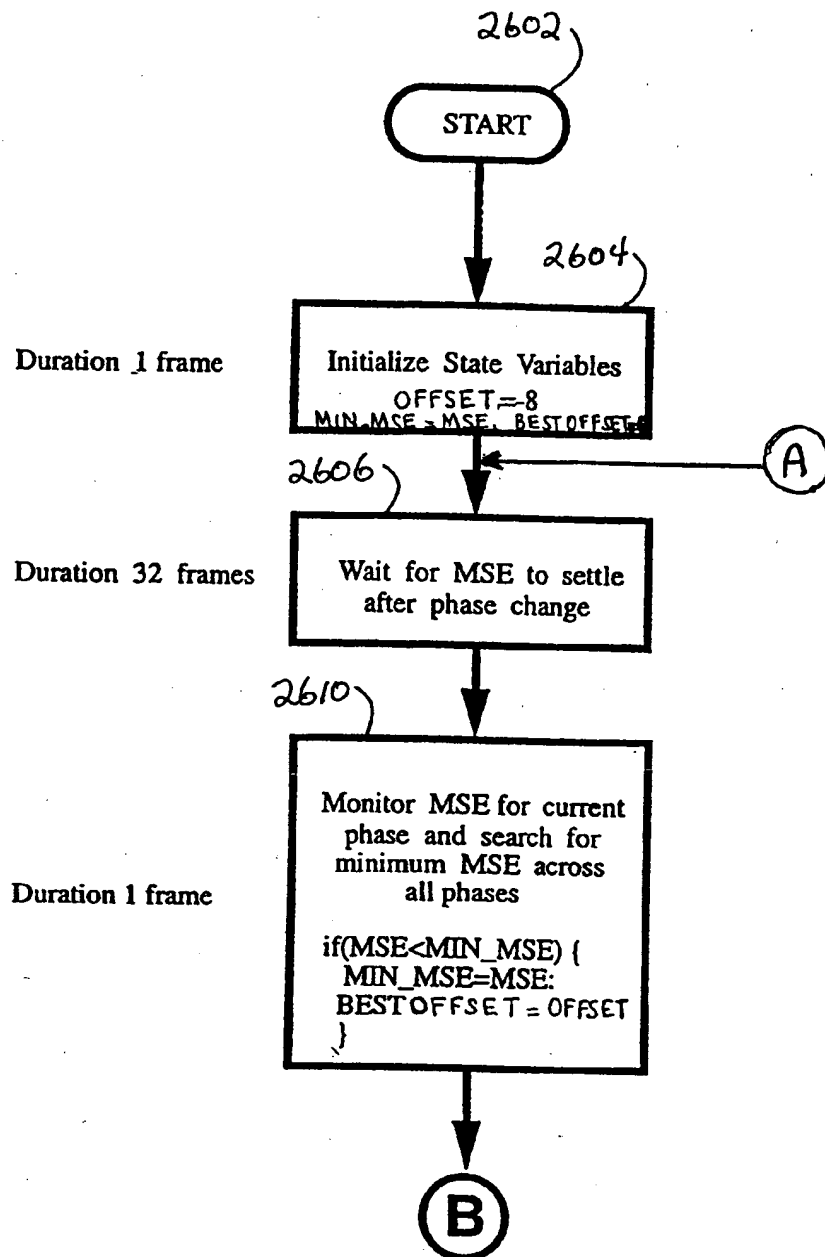 2602
START
2604
Duration 1 frame
Initialize State Variables
OFFSET=-8
MIN_MSE = MSE, BESTOFFSET=
A
2606
Duration 32 frames
Wait for MSE to settle
after phase change
2610
Monitor MSE for current
phase and search for
minimum MSE across
all phases
Duration 1 frame
if(MSE<MIN_MSE) {
MIN_MSE=MSE:
BESTOFFSET = OFFSET
}
B